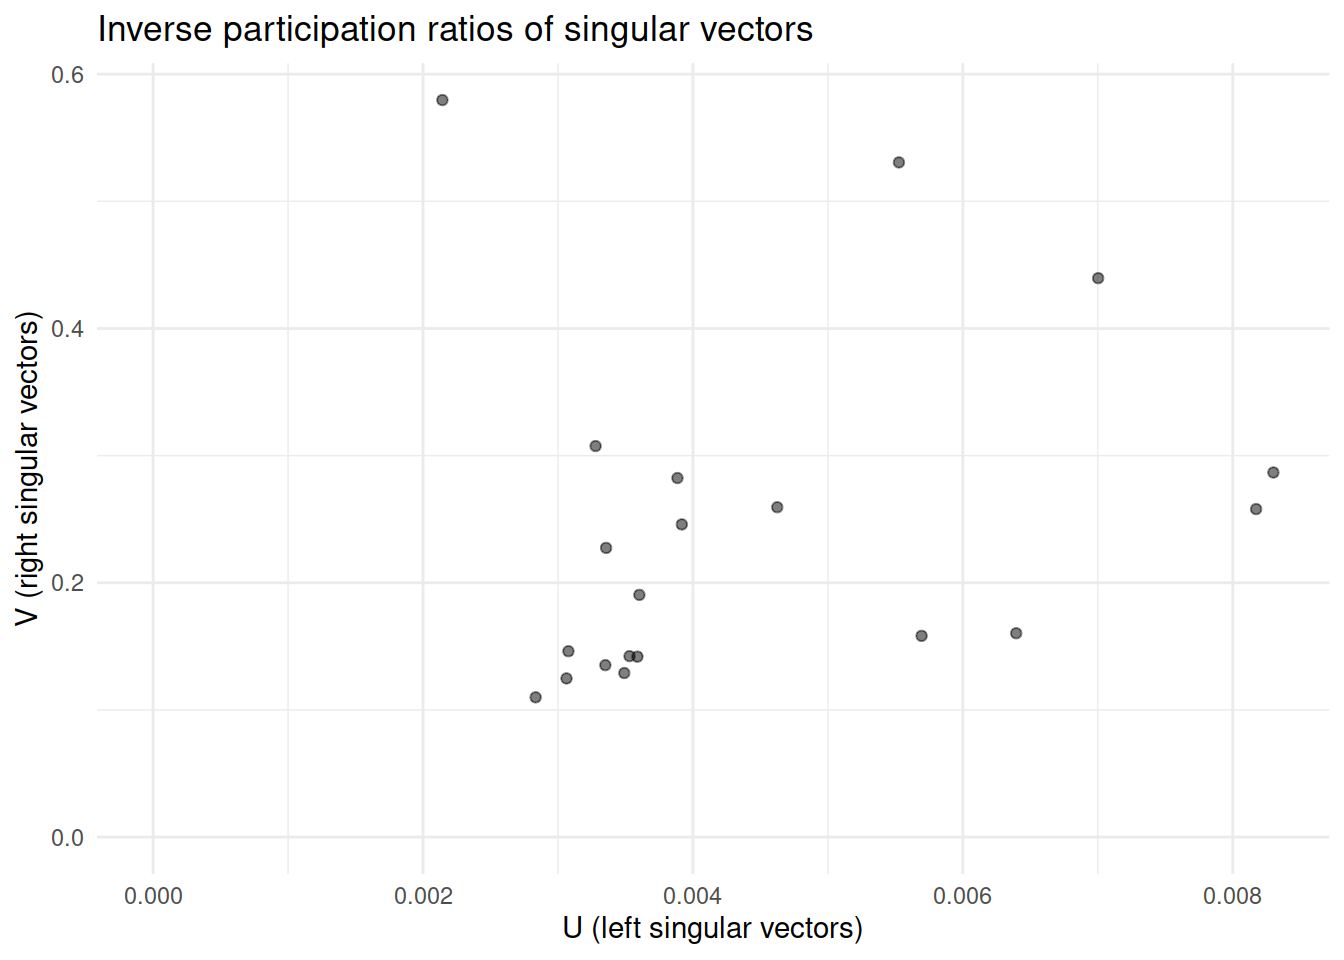 Inverse participation ratios of singular vectors
0.6
0.4
0.2
0.0
V (right singular vectors)
0.000 0.002 0.004 0.006 0.008
U (left singular vectors)